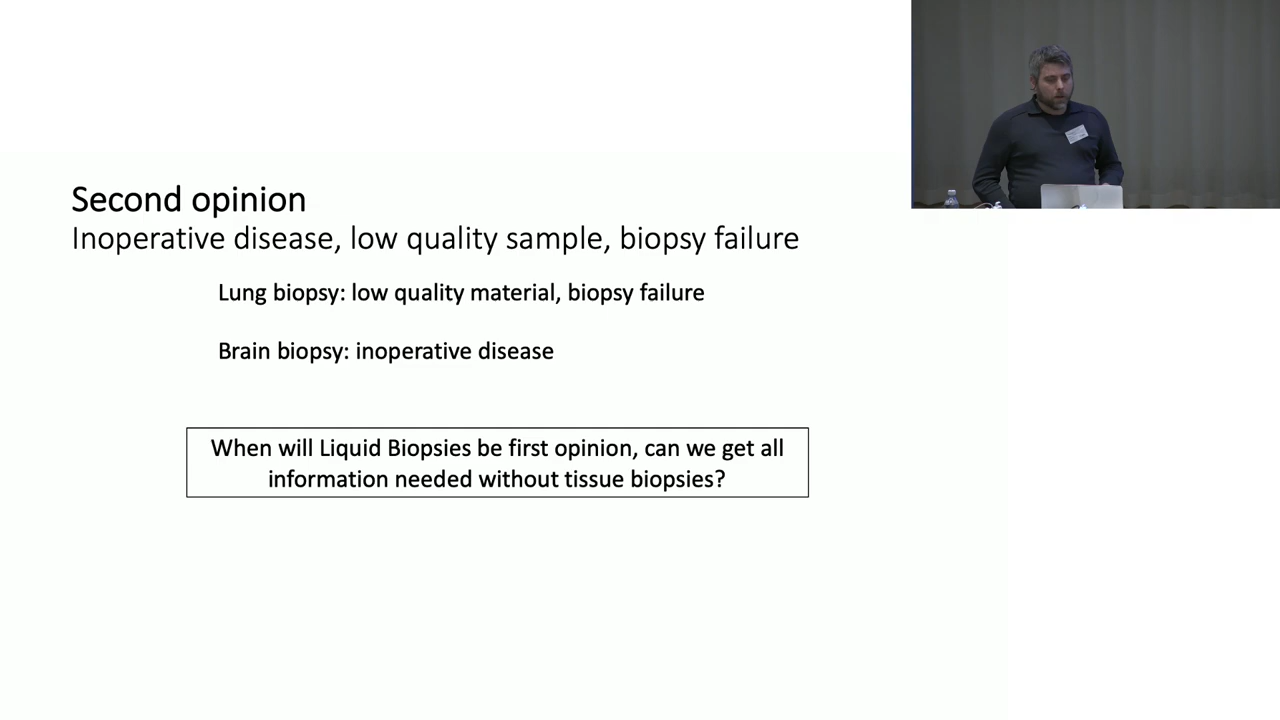 Second opinion
Inoperative disease, low quality sample, biopsy failure
Lung biopsy: low quality material, biopsy failure
Brain biopsy: inoperative disease
When will Liquid Biopsies be first opinion, can we get all
information needed without tissue biopsies?